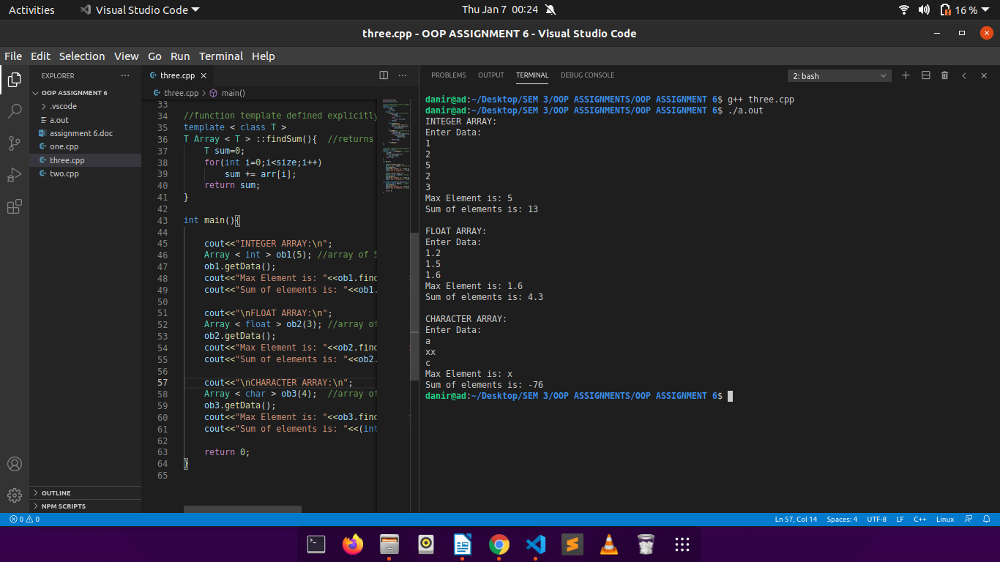 Activities
Visual Studio Code
Thu Jan 7 00:24
16 %
three.cpp - OOP ASSIGNMENT 6 - Visual Studio Code
File Edit Selection View Go Run Terminal Help
EXPLORER
OOP ASSIGNMENT 6
.vscode
a.out
assignment 6.doc
one.cpp
three.cpp
two.cpp
OUTLINE
NPM SCRIPTS
three.cpp
three.cpp > main()
33
34 //function template defined explicitly
35 template < class T >
36 T Array < T > ::findSum(){ //returns
37 T sum=0;
38 for(int i=0;i<size;i++)
39 sum += arr[i];
40 return sum;
41 }
42
43 int main(){
44
45 cout<<"INTEGER ARRAY:\n";
46 Array < int > ob1(5); //array of 5
47 ob1.getData();
48 cout<<"Max Element is: "<<ob1.find
49 cout<<"Sum of elements is: "<<ob1.
50
51 cout<<"\nFLOAT ARRAY:\n";
52 Array < float > ob2(3); //array of
53 ob2.getData();
54 cout<<"Max Element is: "<<ob2.find
55 cout<<"Sum of elements is: "<<ob2.
56
57 cout<<"\nCHARACTER ARRAY:\n";
58 Array < char > ob3(4); //array of
59 ob3.getData();
60 cout<<"Max Element is: "<<ob3.find
61 cout<<"Sum of elements is: "<<(int
62
63 return 0;
64 }
65
PROBLEMS OUTPUT TERMINAL DEBUG CONSOLE
2: bash
danir@ad:~/Desktop/SEM 3/OOP ASSIGNMENTS/OOP ASSIGNMENT 6$ g++ three.cpp
danir@ad:~/Desktop/SEM 3/OOP ASSIGNMENTS/OOP ASSIGNMENT 6$ ./a.out
INTEGER ARRAY:
Enter Data:
1
2
5
2
3
Max Element is: 5
Sum of elements is: 13

FLOAT ARRAY:
Enter Data:
1.2
1.5
1.6
Max Element is: 1.6
Sum of elements is: 4.3

CHARACTER ARRAY:
Enter Data:
a
xx
c
Max Element is: x
Sum of elements is: -76
danir@ad:~/Desktop/SEM 3/OOP ASSIGNMENTS/OOP ASSIGNMENT 6$
0 0
Ln 57, Col 14 Spaces: 4 UTF-8 LF C++ Linux